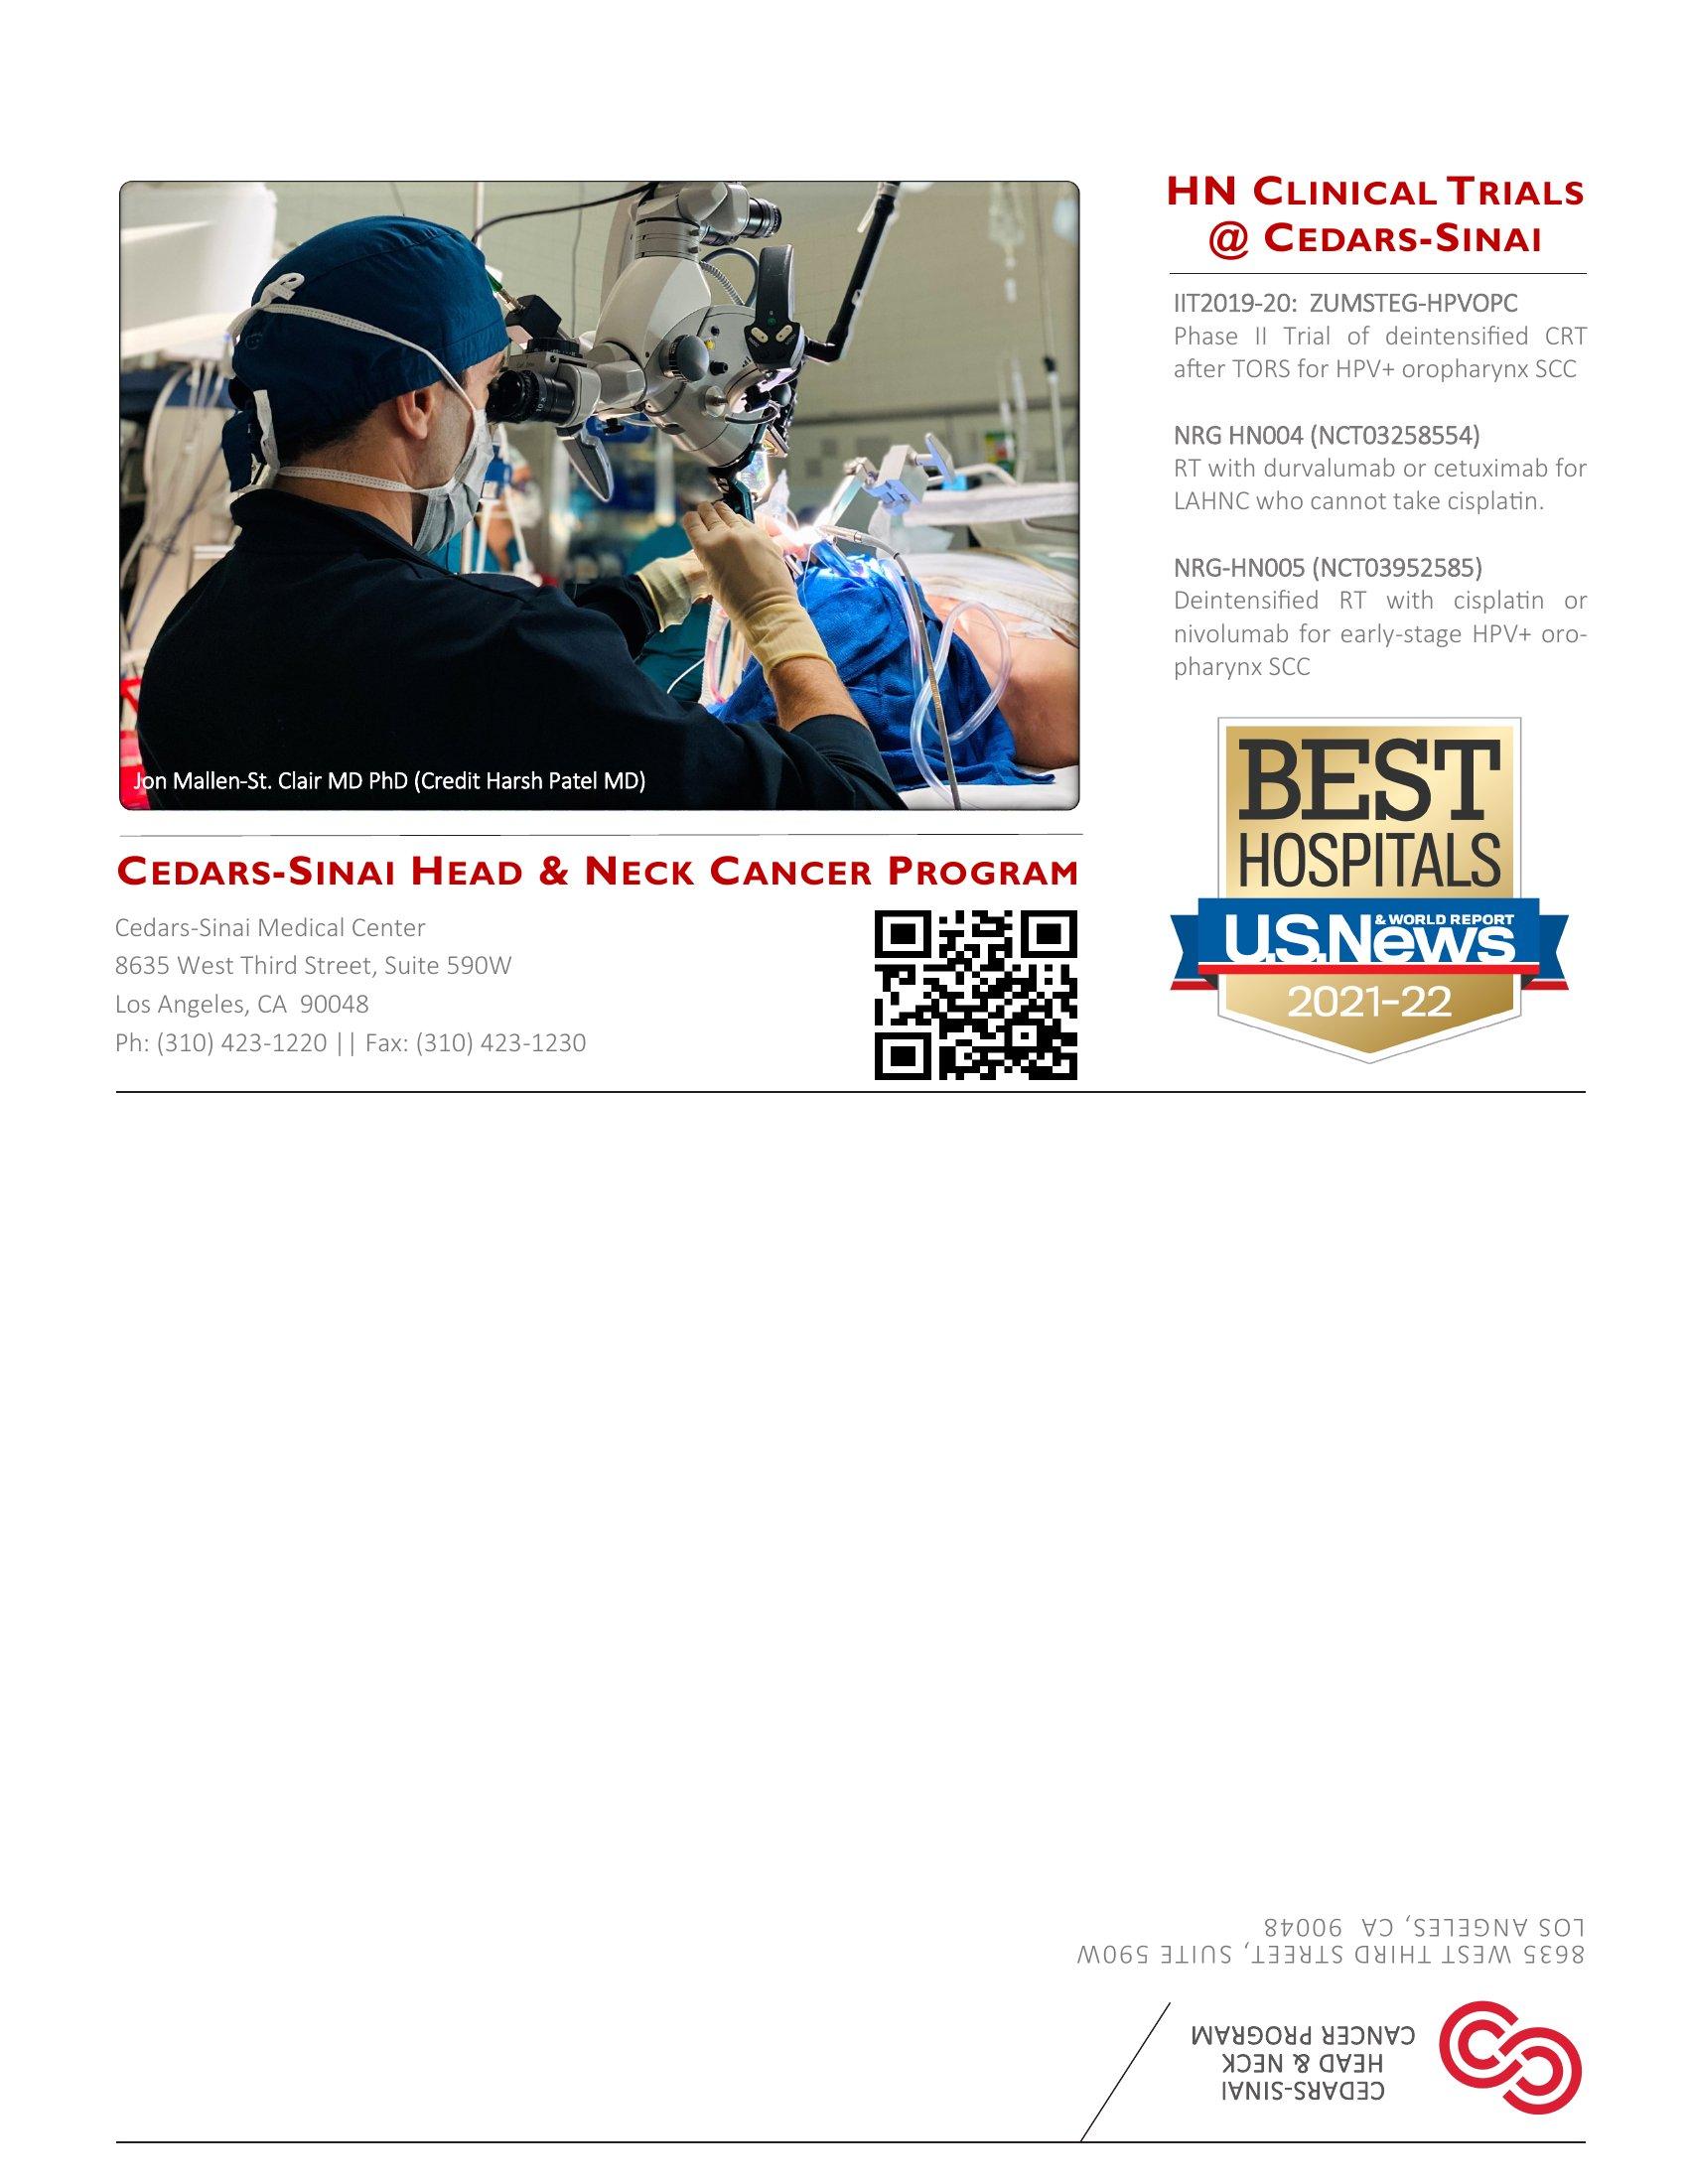 HN CLINICAL TRIALS
@ CEDARS-SINAI
IIT2019-20: ZUMSTEG-HPVOPC
Phase II Trial of deintensified CRT
after TORS for HPV+ oropharynx SCC
NRG HN004 (NCT03258554)
RT with durvalumab or cetuximab for
LAHNC who cannot take cisplatin.
NRG-HN005 (NCT03952585)
Deintensified RT with cisplatin or
nivolumab for early-stage HPV+ oro-
pharynx SCC
BEST
HOSPITALS
U.S.News & WORLD REPORT
2021-22
Jon Mallen-St. Clair MD PhD (Credit Harsh Patel MD)
CEDARS-SINAI HEAD & NECK CANCER PROGRAM
Cedars-Sinai Medical Center
8635 West Third Street, Suite 590W
Los Angeles, CA 90048
Ph: (310) 423-1220 || Fax: (310) 423-1230
CEDARS-SINAI
HEAD & NECK
CANCER PROGRAM
8635 WEST THIRD STREET, SUITE 590W
LOS ANGELES, CA 90048